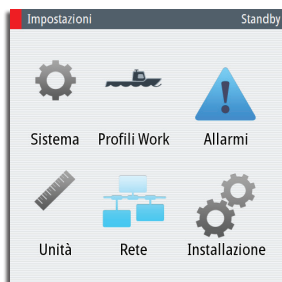 Impostazioni Standby
Sistema Profili Work Allarmi
Unità Rete Installazione